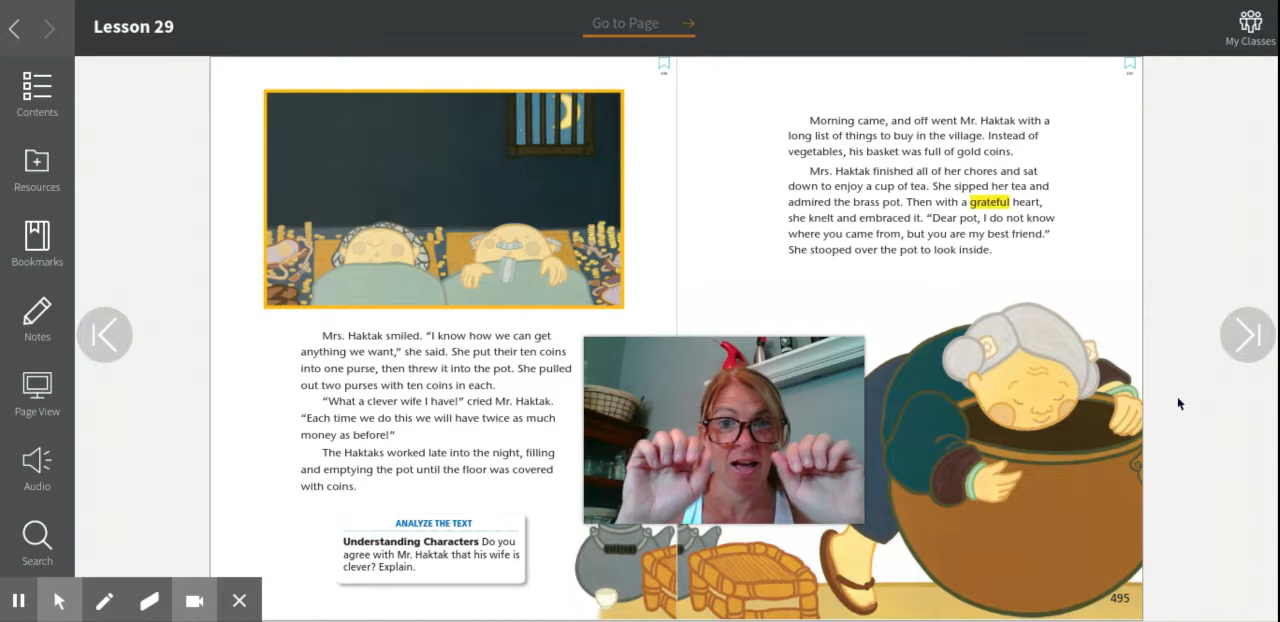 Lesson 29
Go to Page
My Classes
Contents
Resources
Bookmarks
Notes
Page View
Audio
Search
Mrs. Haktak smiled. “I know how we can get
anything we want,” she said. She put their ten coins
into one purse, then threw it into the pot. She pulled
out two purses with ten coins in each.
“What a clever wife I have!” cried Mr. Haktak.
“Each time we do this we will have twice as much
money as before!”
The Haktaks worked late into the night, filling
and emptying the pot until the floor was covered
with coins.
ANALYZE THE TEXT
Understanding Characters Do you
agree with Mr. Haktak that his wife is
clever? Explain.
Morning came, and off went Mr. Haktak with a
long list of things to buy in the village. Instead of
vegetables, his basket was full of gold coins.
Mrs. Haktak finished all of her chores and sat
down to enjoy a cup of tea. She sipped her tea and
admired the brass pot. Then with a grateful heart,
she knelt and embraced it. “Dear pot, I do not know
where you came from, but you are my best friend.”
She stooped over the pot to look inside.
495